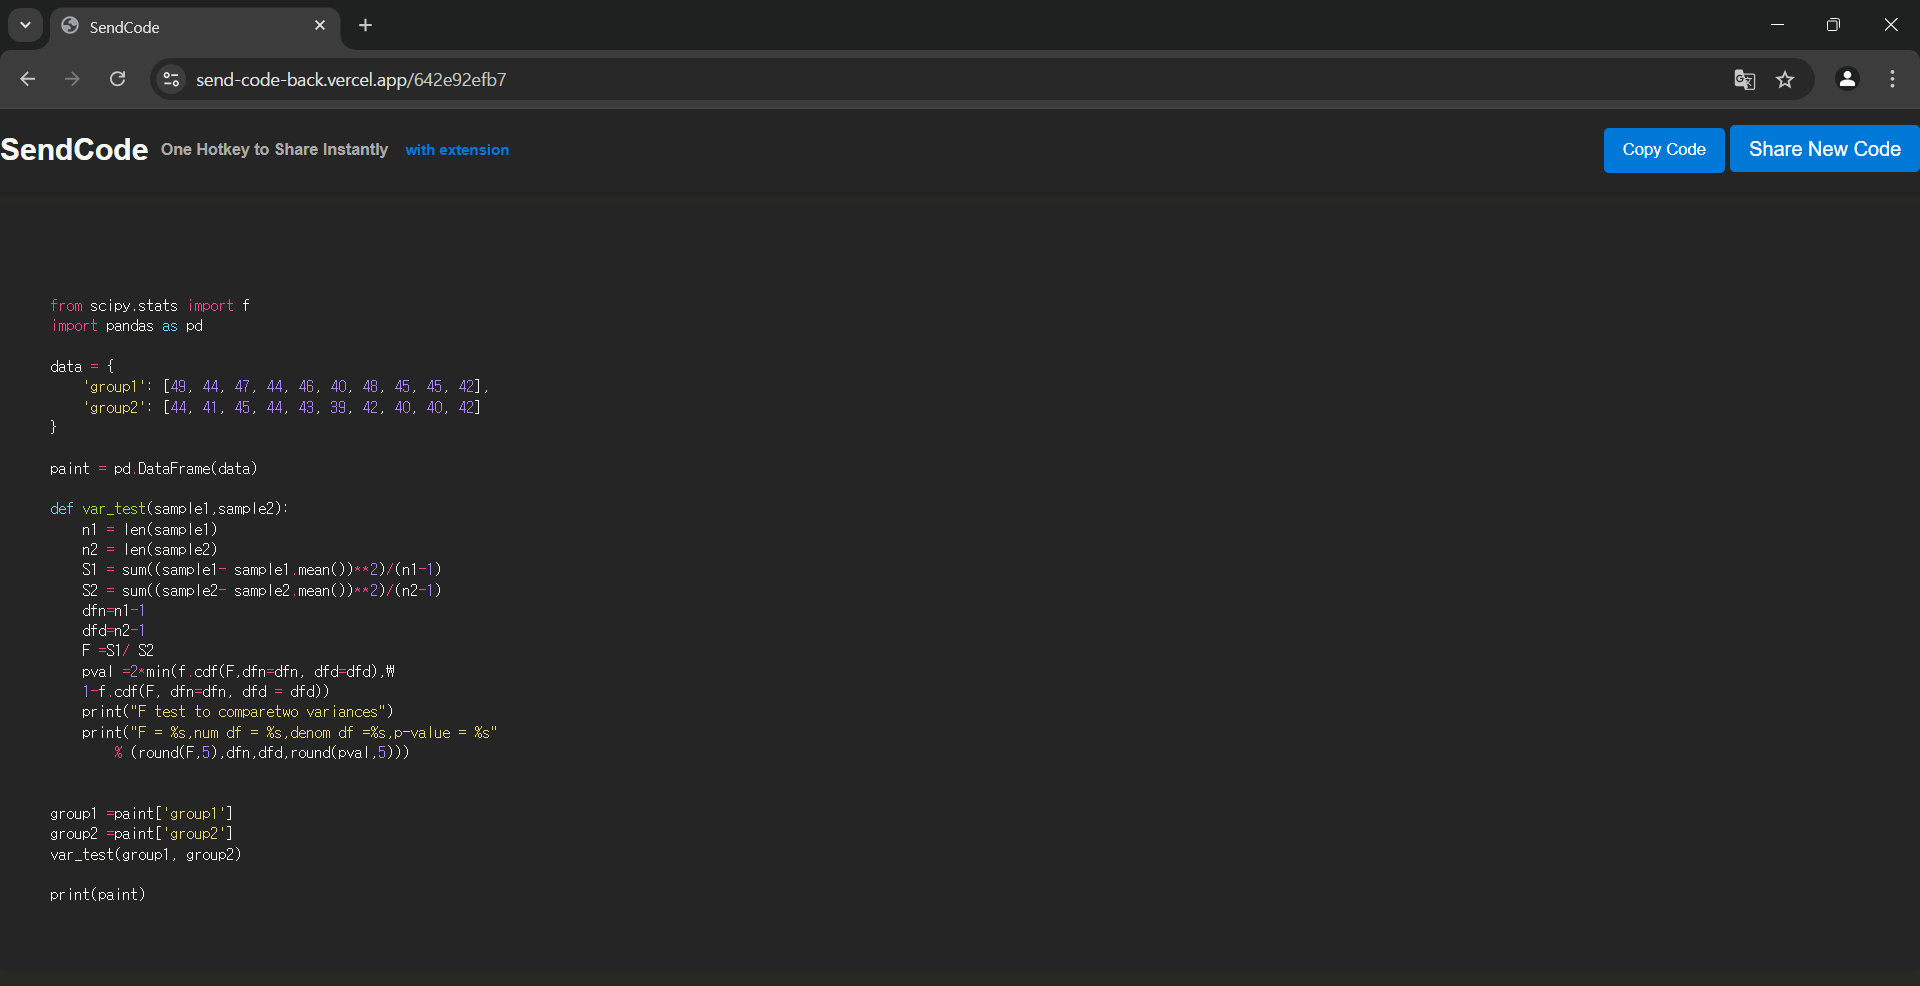 SendCode
send-code-back.vercel.app/642e92efb7
SendCode One Hotkey to Share Instantly with extension Copy Code Share New Code
from scipy.stats import f
import pandas as pd
data = {
'group1': [49, 44, 47, 44, 46, 40, 48, 45, 45, 42],
'group2': [44, 41, 45, 44, 43, 39, 42, 40, 40, 42]
}
paint = pd.DataFrame(data)
def var_test(sample1,sample2):
n1 = len(sample1)
n2 = len(sample2)
S1 = sum((sample1- sample1.mean())**2)/(n1-1)
S2 = sum((sample2- sample2.mean())**2)/(n2-1)
dfn=n1-1
dfd=n2-1
F =S1/ S2
pval =2*min(f.cdf(F,dfn=dfn, dfd=dfd),₩
1-f.cdf(F, dfn=dfn, dfd = dfd))
print("F test to comparetwo variances")
print("F = %s,num df = %s,denom df =%s,p-value = %s"
% (round(F,5),dfn,dfd,round(pval,5)))
group1 =paint['group1']
group2 =paint['group2']
var_test(group1, group2)
print(paint)